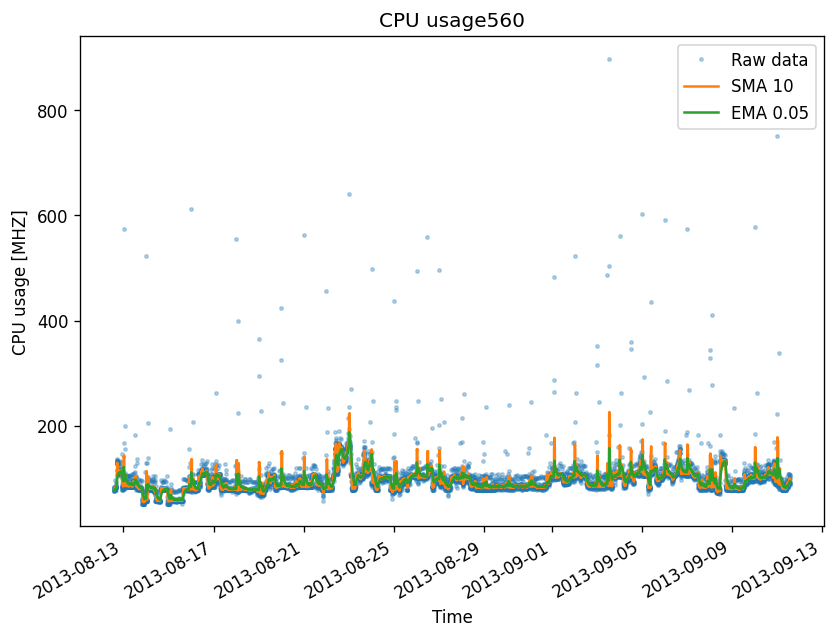 CPU usage560
Raw data
SMA 10
EMA 0.05
CPU usage [MHZ]
800
600
400
200
2013-08-13
2013-08-17
2013-08-21
2013-08-25
2013-08-29
2013-09-01
2013-09-05
2013-09-09
2013-09-13
Time